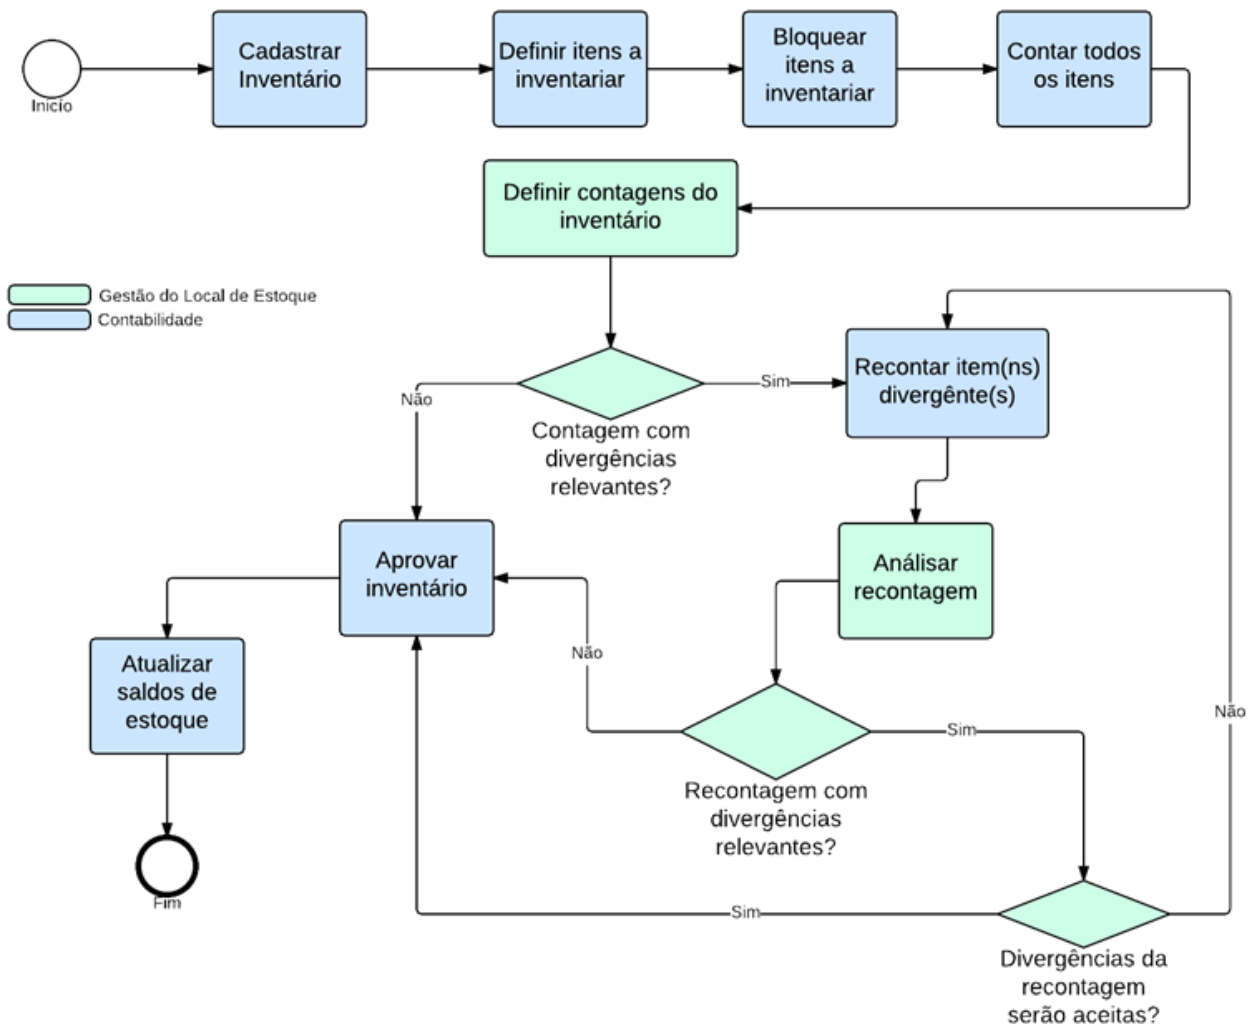 Inicio
Cadastrar
Inventário
Definir itens a
inventariar
Bloquear
itens a
inventariar
Contar todos
os itens
Definir contagens do
inventário
Gestão do Local de Estoque
Contabilidade
Contagem com
divergências
relevantes?
Não
Sim
Recontar item(ns)
divergênte(s)
Análisar
recontagem
Aprovar
inventário
Não
Recontagem com
divergências
relevantes?
Sim
Não
Atualizar
saldos de
estoque
Fim
Sim
Divergências da
recontagem
serão aceitas?